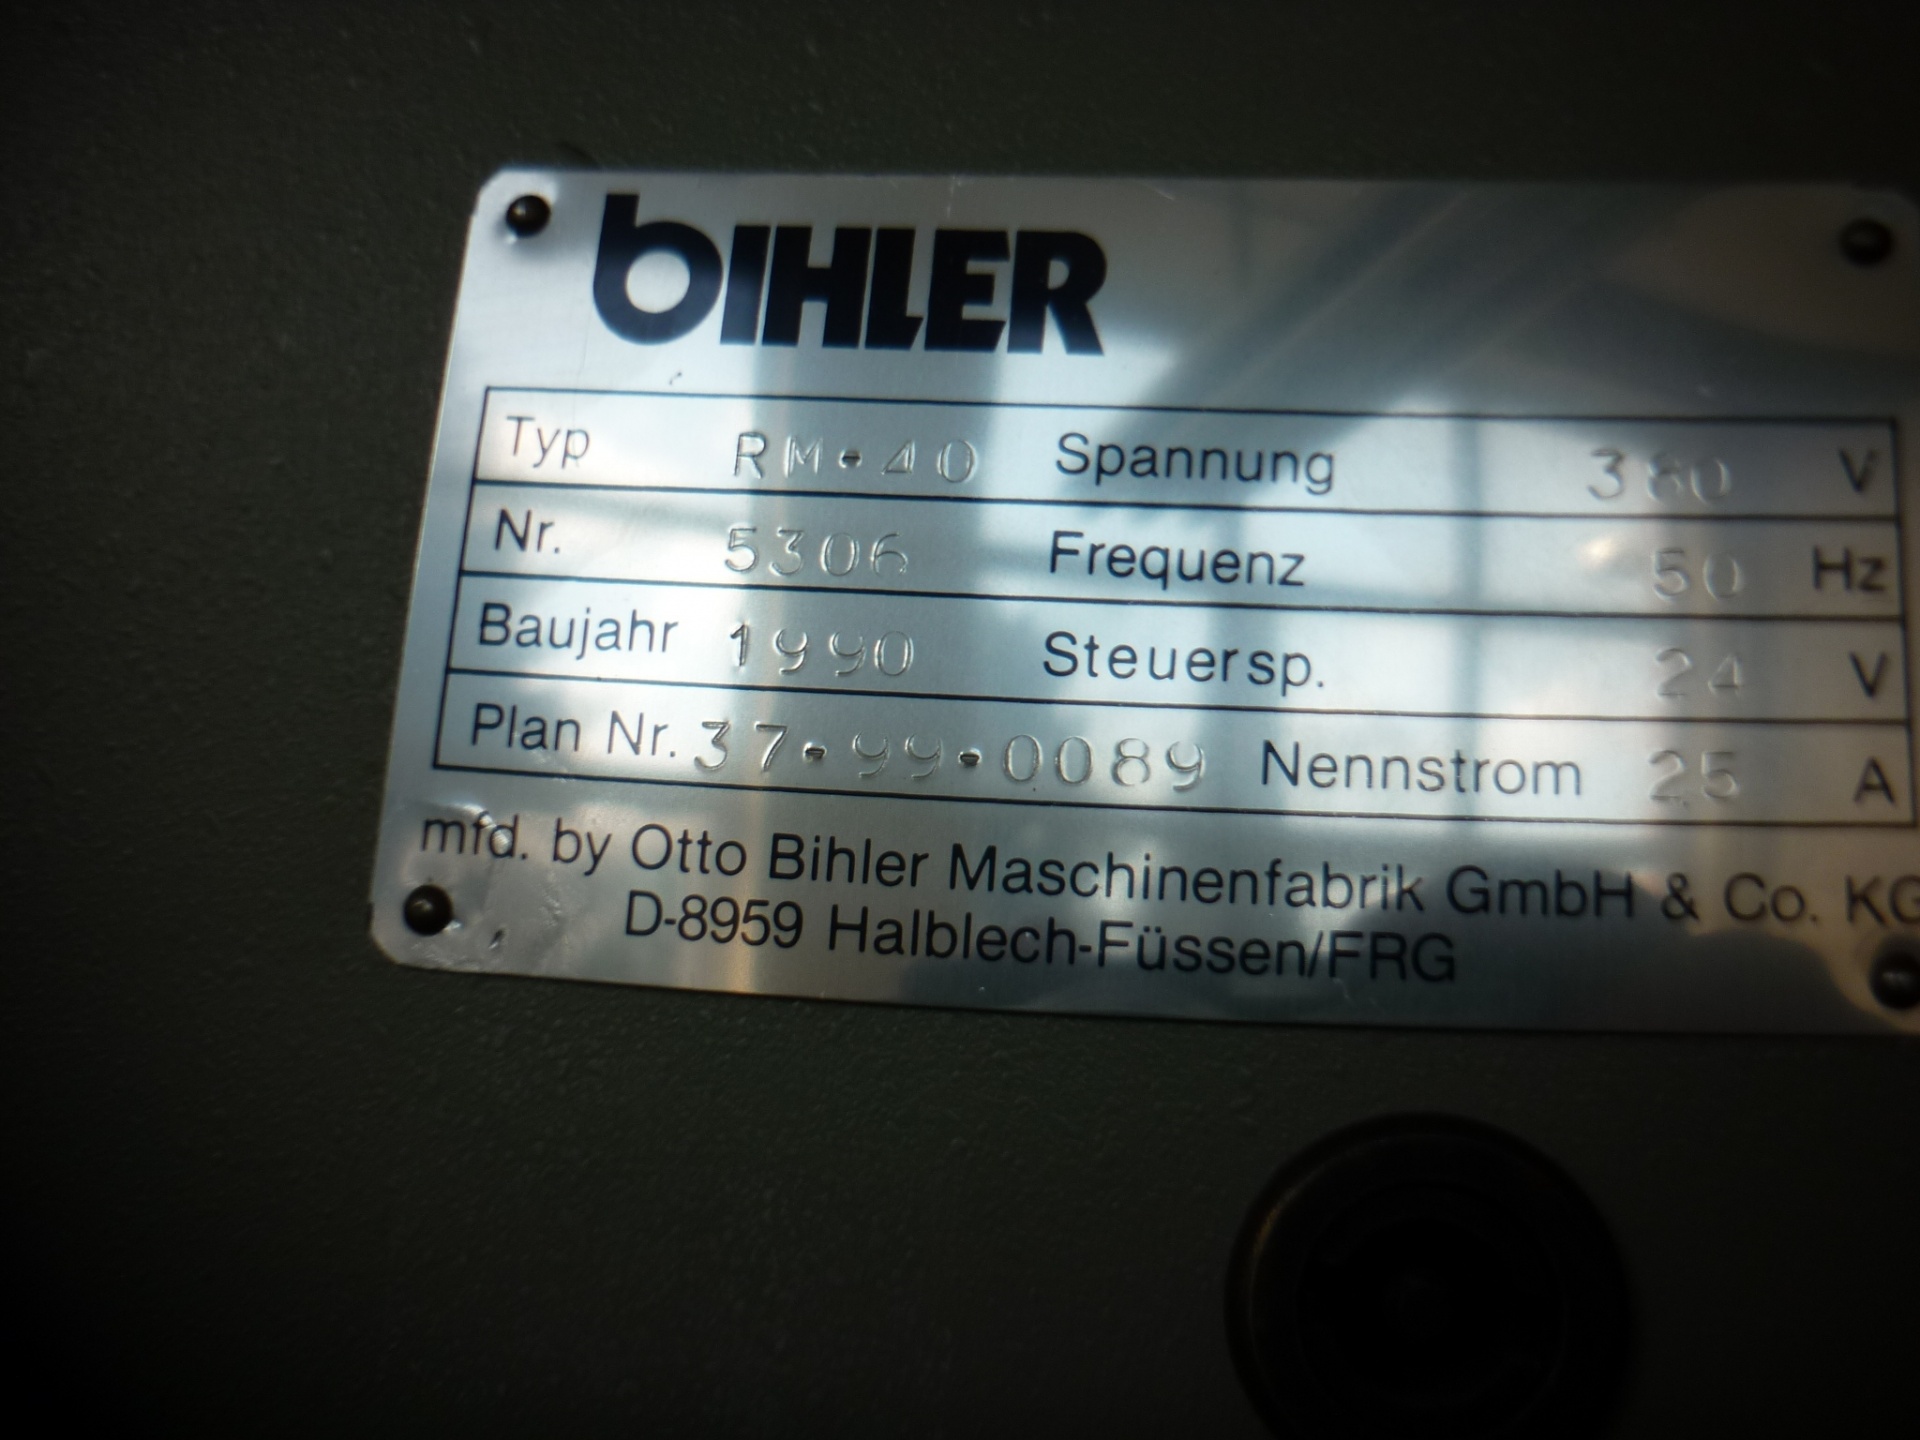 BIHLER
Typ RM-40 Spannung 380 V
Nr. 5306 Frequenz 50 Hz
Baujahr 1990 Steuersp. 24 V
Plan Nr. 37-99-0089 Nennstrom 25 A
mfd. by Otto Bihler Maschinenfabrik GmbH & Co. KG
D-8959 Halblech-Füssen/FRG